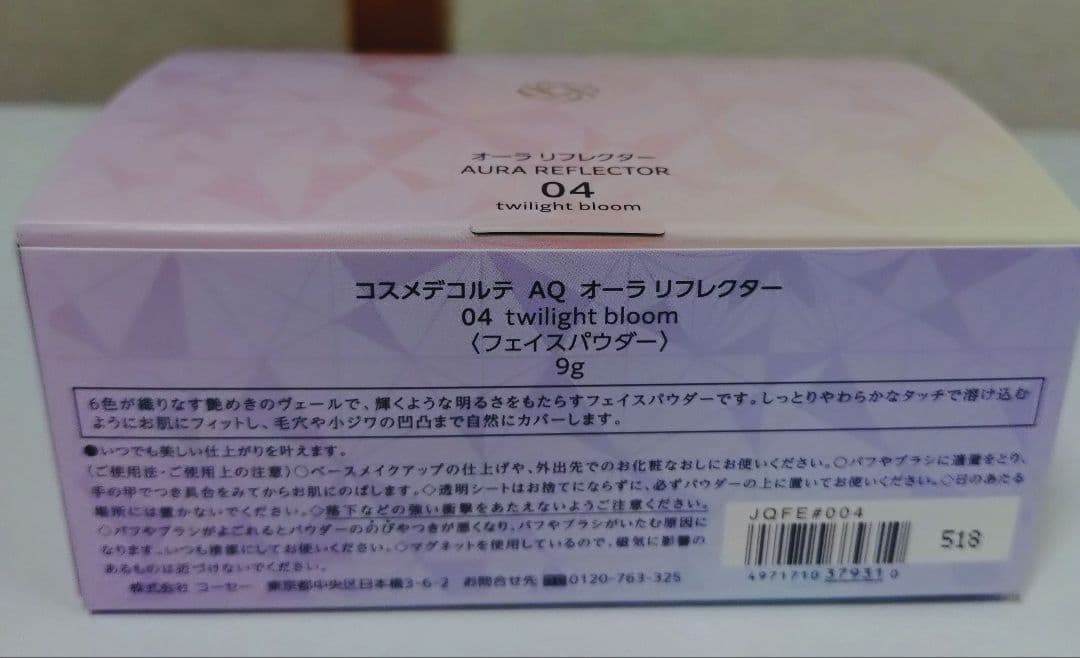 オーラ リフレクター
AURA REFLECTOR
04
twilight bloom
コスメデコルテ AQ オーラ リフレクター
04 twilight bloom
〈フェイスパウダー〉
9g
6色が織りなす艶めきのヴェールで、輝くような明るさをもたらすフェイスパウダーです。しっとりやわらかなタッチで溶け込む
ようにお肌にフィットし、毛穴や小ジワの凹凸まで自然にカバーします。
●いつでも美しい仕上がりを叶えます。
〈ご使用法・ご使用上の注意〉○ベースメイクアップの仕上げや、外出先でのお化粧なおしにお使いください。○パフやブラシに適量をとり、
手の甲でつき具合をみてからお肌にのばします。◇透明シートはお捨てにならずに、必ずパウダーの上に置いてお使いください。◇日のあたる
場所には置かないでください。◇落下などの強い衝撃をあたえないようご注意ください。
◇パフやブラシがよごれるとパウダーののびやつきが悪くなり、パフやブラシがいたむ原因に
なります。いつも清潔にしてお使いください。◇マグネットを使用しているので、磁気に影響の
あるものは近づけないでください。
株式会社 コーセー 東京都中央区日本橋3-6-2 お問合せ先 0120-763-325
JQFE#004
518
4971710 379310